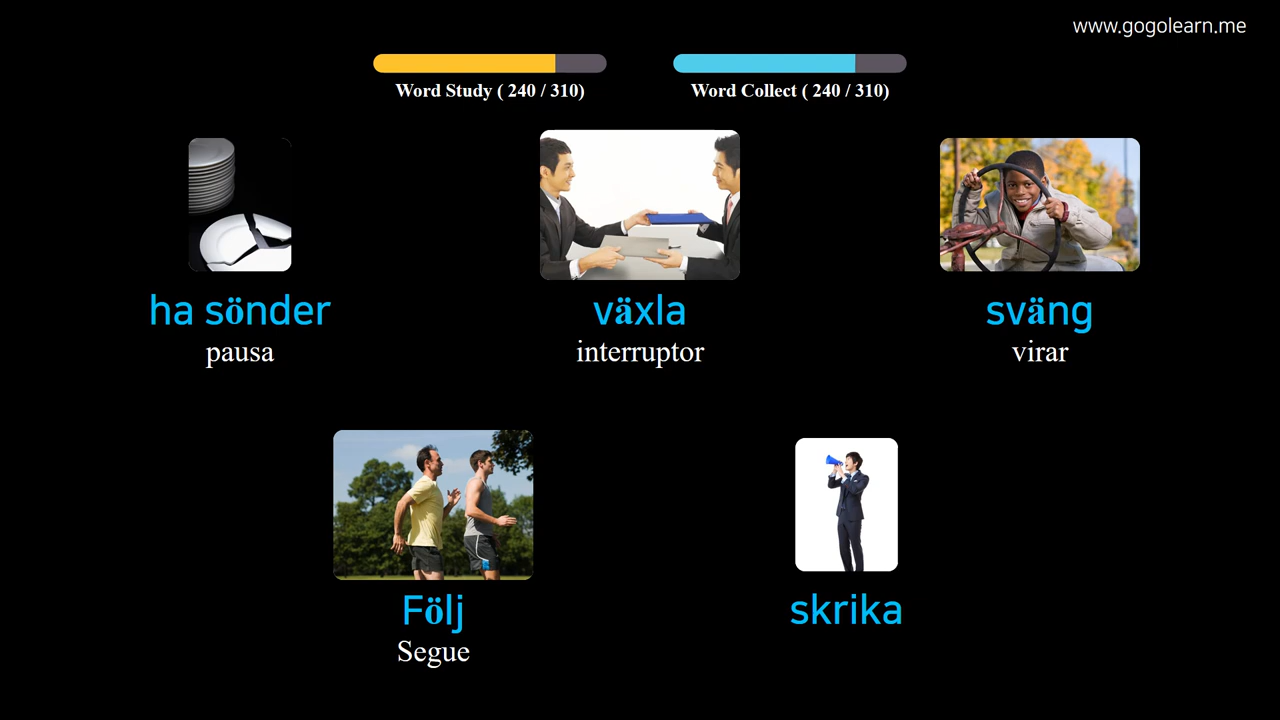 www.gogolearn.me
Word Study ( 240 / 310)
Word Collect ( 240 / 310)
ha sönder
pausa
växla
interruptor
sväng
virar
Följ
Segue
skrika